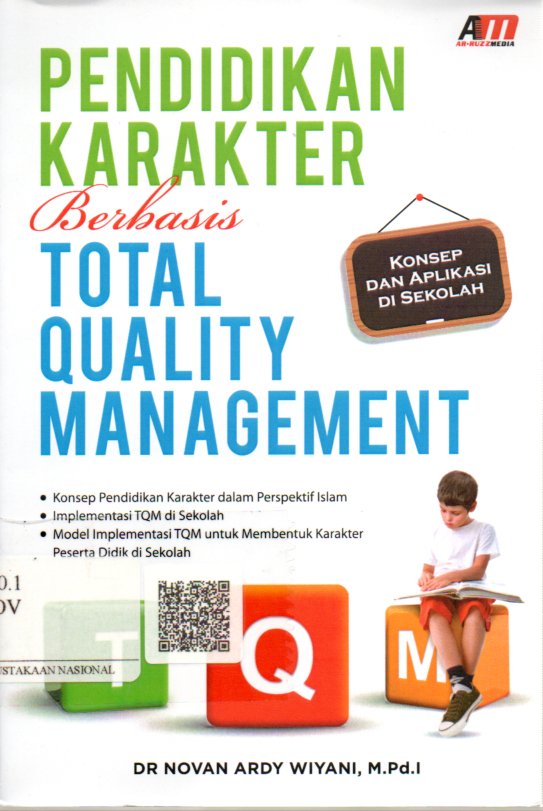 AM
AR-RUZZMEDIA
PENDIDIKAN
KARAKTER
Berbasis
TOTAL
QUALITY
MANAGEMENT
KONSEP
DAN APLIKASI
DI SEKOLAH
• Konsep Pendidikan Karakter dalam Perspektif Islam
• Implementasi TQM di Sekolah
• Model Implementasi TQM untuk Membentuk Karakter
Peserta Didik di Sekolah
0.1
OV
USTAKAAN NASIONAL
T Q M
DR NOVAN ARDY WIYANI, M.Pd.I